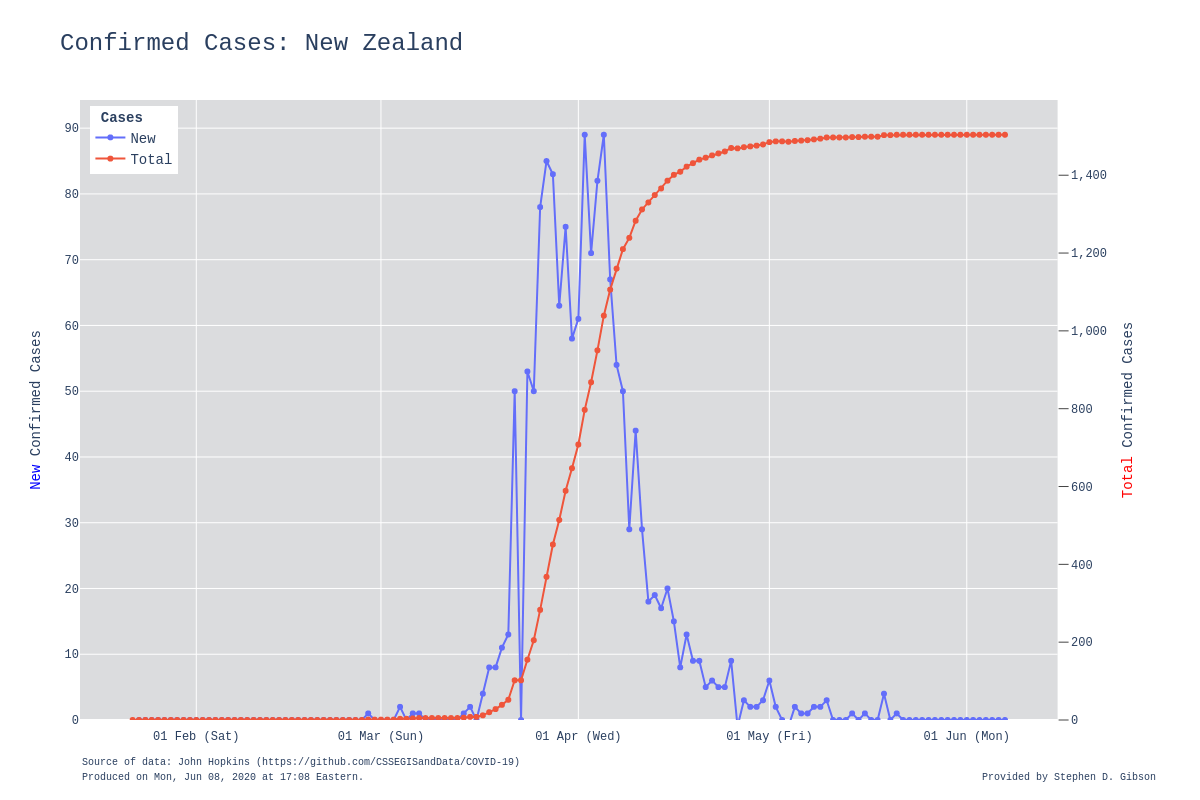 Confirmed Cases: New Zealand
Cases
New
Total
90
80
70
60
50
40
30
20
10
0
New Confirmed Cases
1,400
1,200
1,000
800
600
400
200
0
Total Confirmed Cases
01 Feb (Sat)
01 Mar (Sun)
01 Apr (Wed)
01 May (Fri)
01 Jun (Mon)
Source of data: John Hopkins (https://github.com/CSSEGISandData/COVID-19)
Produced on Mon, Jun 08, 2020 at 17:08 Eastern.
Provided by Stephen D. Gibson